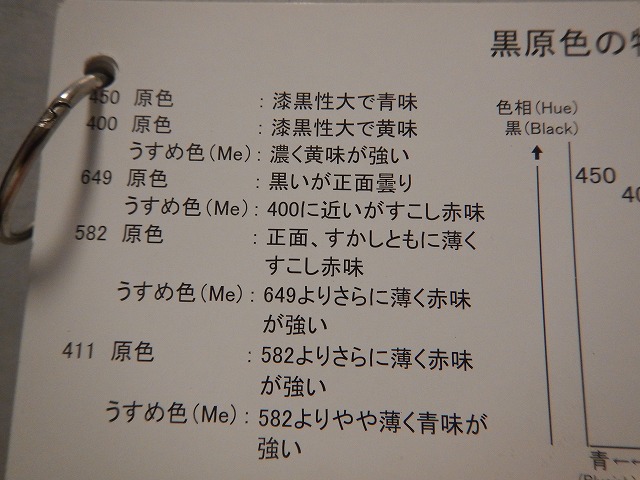 黒原色の
450 原色 : 漆黒性大で青味
400 原色 : 漆黒性大で黄味
うすめ色(Me) : 濃く黄味が強い
649 原色 : 黒いが正面曇り
うすめ色(Me) : 400に近いがすこし赤味
582 原色 : 正面、すかしともに薄く
すこし赤味
うすめ色(Me) : 649よりさらに薄く赤味
が強い
411 原色 : 582よりさらに薄く赤味
が強い
うすめ色(Me) : 582よりやや薄く青味が
強い
色相(Hue)
黒(Black)
450
40
青←